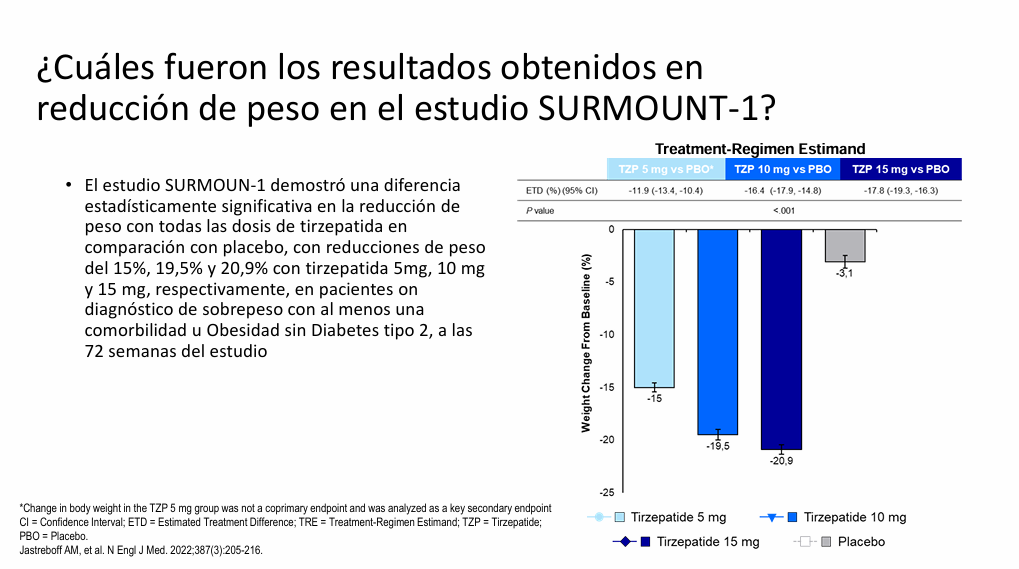 ¿Cuáles fueron los resultados obtenidos en
reducción de peso en el estudio SURMOUNT-1?
• El estudio SURMOUN-1 demostró una diferencia
estadísticamente significativa en la reducción de
peso con todas las dosis de tirzepatida en
comparación con placebo, con reducciones de peso
del 15%, 19,5% y 20,9% con tirzepatida 5mg, 10 mg
y 15 mg, respectivamente, en pacientes on
diagnóstico de sobrepeso con al menos una
comorbilidad u Obesidad sin Diabetes tipo 2, a las
72 semanas del estudio
Treatment-Regimen Estimand
TZP 5 mg vs PBO* TZP 10 mg vs PBO TZP 15 mg vs PBO
ETD (%) (95% CI) -11.9 (-13.4, -10.4) -16.4 (-17.9, -14.8) -17.8 (-19.3, -16.3)
P value <.001
Weight Change From Baseline (%)
0
-5
-10
-15
-20
-25
-15
-19,5
-20,9
-3,1
Tirzepatide 5 mg Tirzepatide 10 mg
Tirzepatide 15 mg Placebo
*Change in body weight in the TZP 5 mg group was not a coprimary endpoint and was analyzed as a key secondary endpoint
CI = Confidence Interval; ETD = Estimated Treatment Difference; TRE = Treatment-Regimen Estimand; TZP = Tirzepatide;
PBO = Placebo.
Jastreboff AM, et al. N Engl J Med. 2022;387(3):205-216.